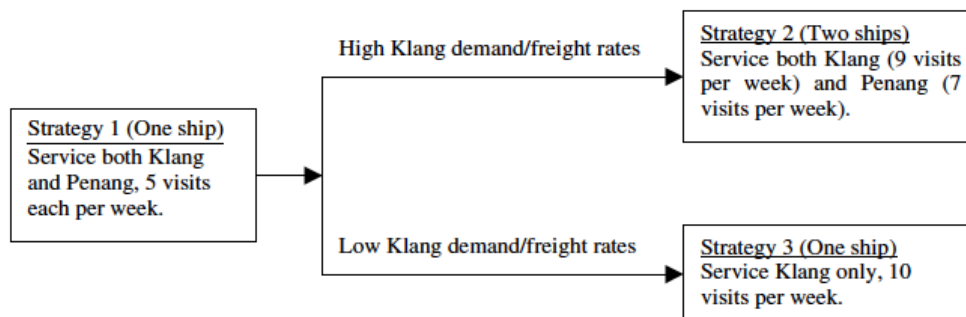 High Klang demand/freight rates
Strategy 2 (Two ships)
Service both Klang (9 visits
per week) and Penang (7
visits per week).
Strategy 1 (One ship)
Service both Klang
and Penang, 5 visits
each per week.
Low Klang demand/freight rates
Strategy 3 (One ship)
Service Klang only, 10
visits per week.